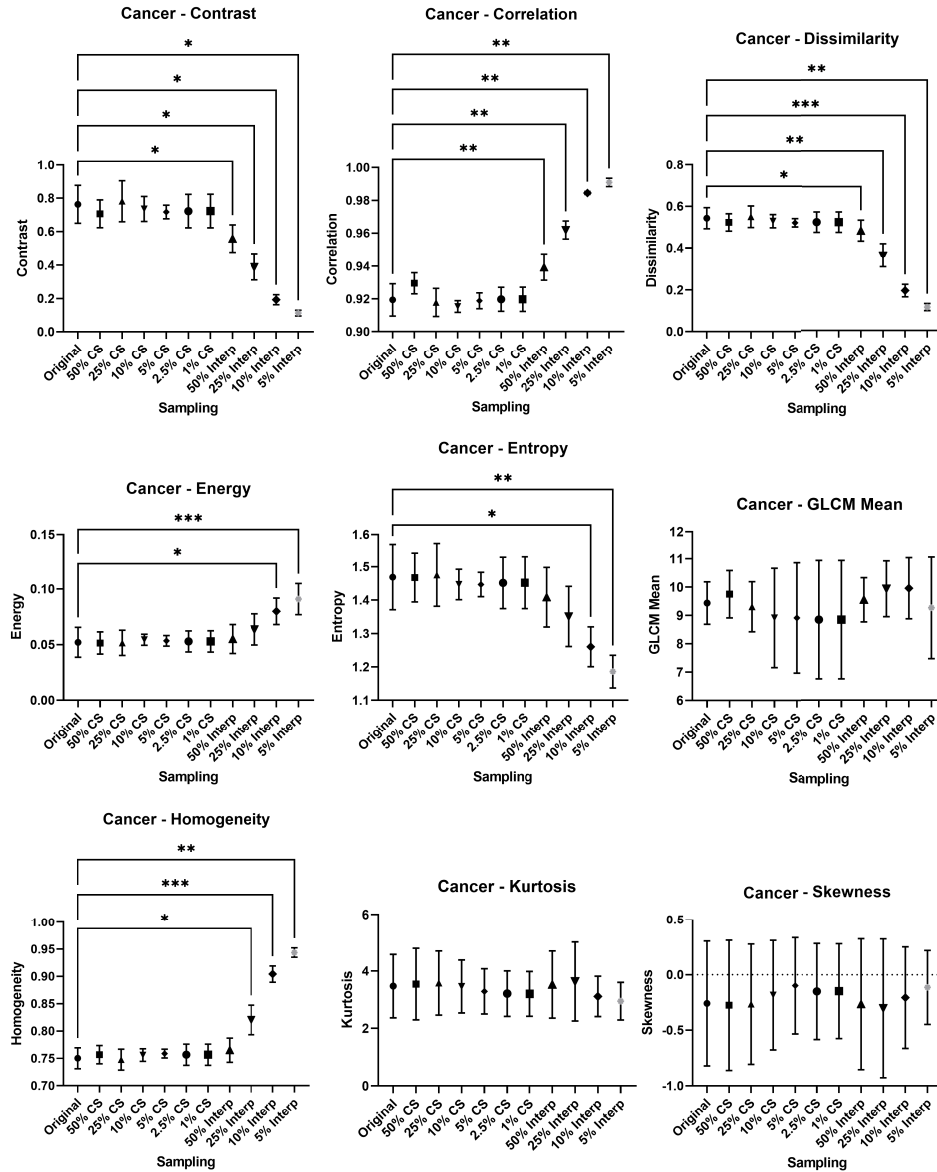 Cancer - Contrast
*
*
*
*
1.0
0.8
0.6
0.4
0.2
0.0
Contrast
Original
50% CS
25% CS
10% CS
5% CS
2.5% CS
1% CS
50% Interp
25% Interp
10% Interp
5% Interp
Sampling
Cancer - Correlation
**
**
**
**
1.00
0.98
0.96
0.94
0.92
0.90
Correlation
Original
50% CS
25% CS
10% CS
5% CS
2.5% CS
1% CS
50% Interp
25% Interp
10% Interp
5% Interp
Sampling
Cancer - Dissimilarity
**
***
**
*
0.8
0.6
0.4
0.2
0.0
Dissimilarity
Original
50% CS
25% CS
10% CS
5% CS
2.5% CS
1% CS
50% Interp
25% Interp
10% Interp
5% Interp
Sampling
Cancer - Energy
***
*
0.15
0.10
0.05
0.00
Energy
Original
50% CS
25% CS
10% CS
5% CS
2.5% CS
1% CS
50% Interp
25% Interp
10% Interp
5% Interp
Sampling
Cancer - Entropy
**
*
1.6
1.5
1.4
1.3
1.2
1.1
Entropy
Original
50% CS
25% CS
10% CS
5% CS
2.5% CS
1% CS
50% Interp
25% Interp
10% Interp
5% Interp
Sampling
Cancer - GLCM Mean
12
11
10
9
8
7
6
GLCM Mean
Original
50% CS
25% CS
10% CS
5% CS
2.5% CS
1% CS
50% Interp
25% Interp
10% Interp
5% Interp
Sampling
Cancer - Homogeneity
**
***
*
1.00
0.95
0.90
0.85
0.80
0.75
0.70
Homogeneity
Original
50% CS
25% CS
10% CS
5% CS
2.5% CS
1% CS
50% Interp
25% Interp
10% Interp
5% Interp
Sampling
Cancer - Kurtosis
6
4
2
0
Kurtosis
Original
50% CS
25% CS
10% CS
5% CS
2.5% CS
1% CS
50% Interp
25% Interp
10% Interp
5% Interp
Sampling
Cancer - Skewness
0.5
0.0
-0.5
-1.0
Skewness
Original
50% CS
25% CS
10% CS
5% CS
2.5% CS
1% CS
50% Interp
25% Interp
10% Interp
5% Interp
Sampling